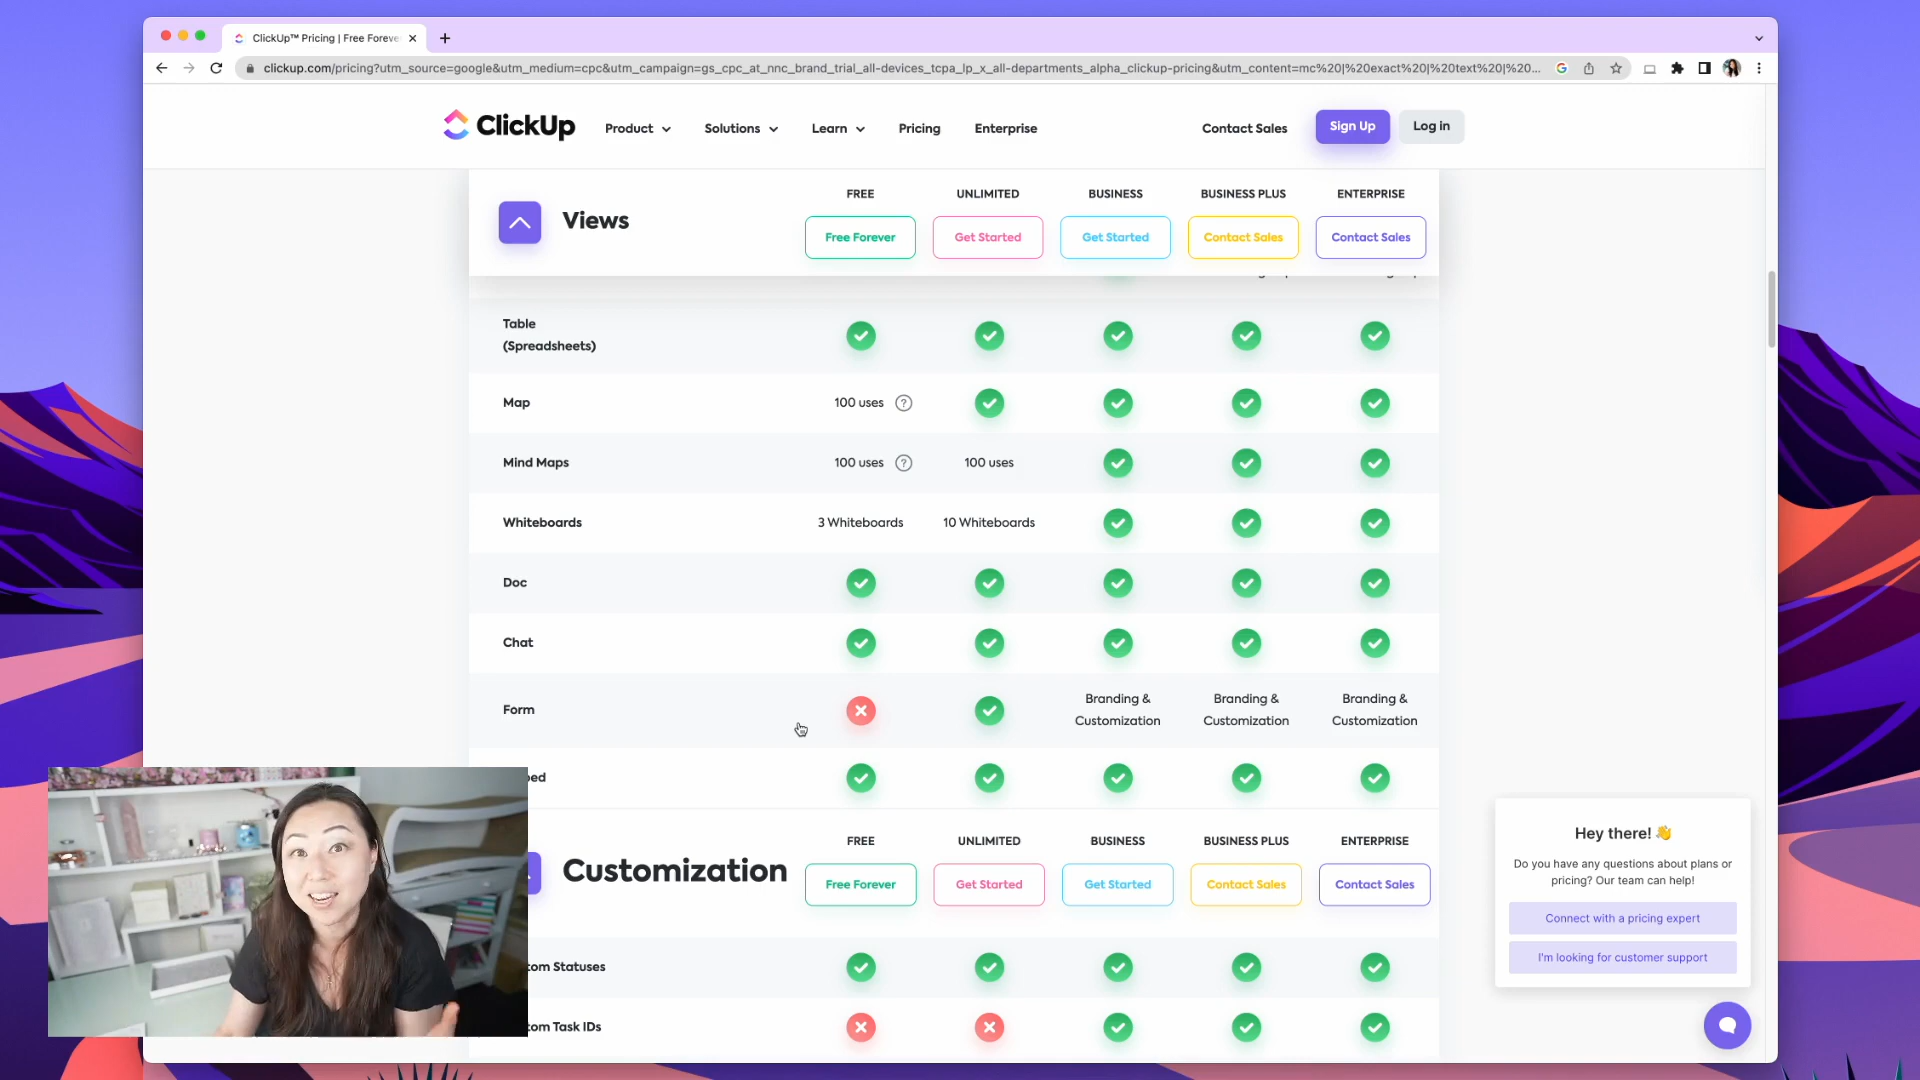 ClickUp™ Pricing | Free Foreve
clickup.com/pricing?utm_source=google&utm_medium=cpc&utm_campaign=gs_cpc_at_nnc_brand_trial_all-devices_tcpa_lp_x_all-departments_alpha_clickup-pricing&utm_content=mc%20|%20exact%20|%20text%20|%20...
ClickUp Product Solutions Learn Pricing Enterprise Contact Sales Sign Up Log in
FREE UNLIMITED BUSINESS BUSINESS PLUS ENTERPRISE
Views Free Forever Get Started Get Started Contact Sales Contact Sales
Table
(Spreadsheets)
Map 100 uses ?
Mind Maps 100 uses ? 100 uses
Whiteboards 3 Whiteboards 10 Whiteboards
Doc
Chat
Form Branding & Customization Branding & Customization Branding & Customization
ed
FREE UNLIMITED BUSINESS BUSINESS PLUS ENTERPRISE
Customization Free Forever Get Started Get Started Contact Sales Contact Sales
tom Statuses
tom Task IDs
Hey there! 👋
Do you have any questions about plans or
pricing? Our team can help!
Connect with a pricing expert
I'm looking for customer support